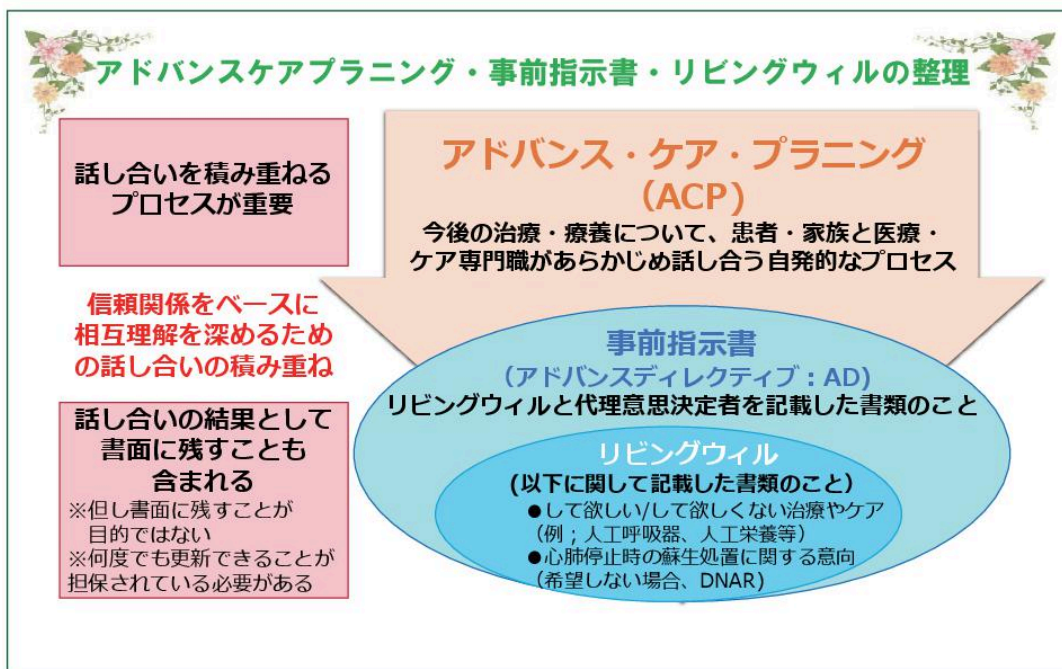 アドバンスケアプラニング・事前指示書・リビングウィルの整理
話し合いを積み重ねる
プロセスが重要
信頼関係をベースに
相互理解を深めるため
の話し合いの積み重ね
話し合いの結果として
書面に残すことも
含まれる
※但し書面に残すことが
目的ではない
※何度でも更新できることが
担保されている必要がある
アドバンス・ケア・プラニング
(ACP)
今後の治療・療養について、患者・家族と医療・
ケア専門職があらかじめ話し合う自発的なプロセス
事前指示書
(アドバンスディレクティブ：AD)
リビングウィルと代理意思決定者を記載した書類のこと
リビングウィル
(以下に関して記載した書類のこと)
●して欲しい/して欲しくない治療やケア
（例；人工呼吸器、人工栄養等）
●心肺停止時の蘇生処置に関する意向
（希望しない場合、DNAR）